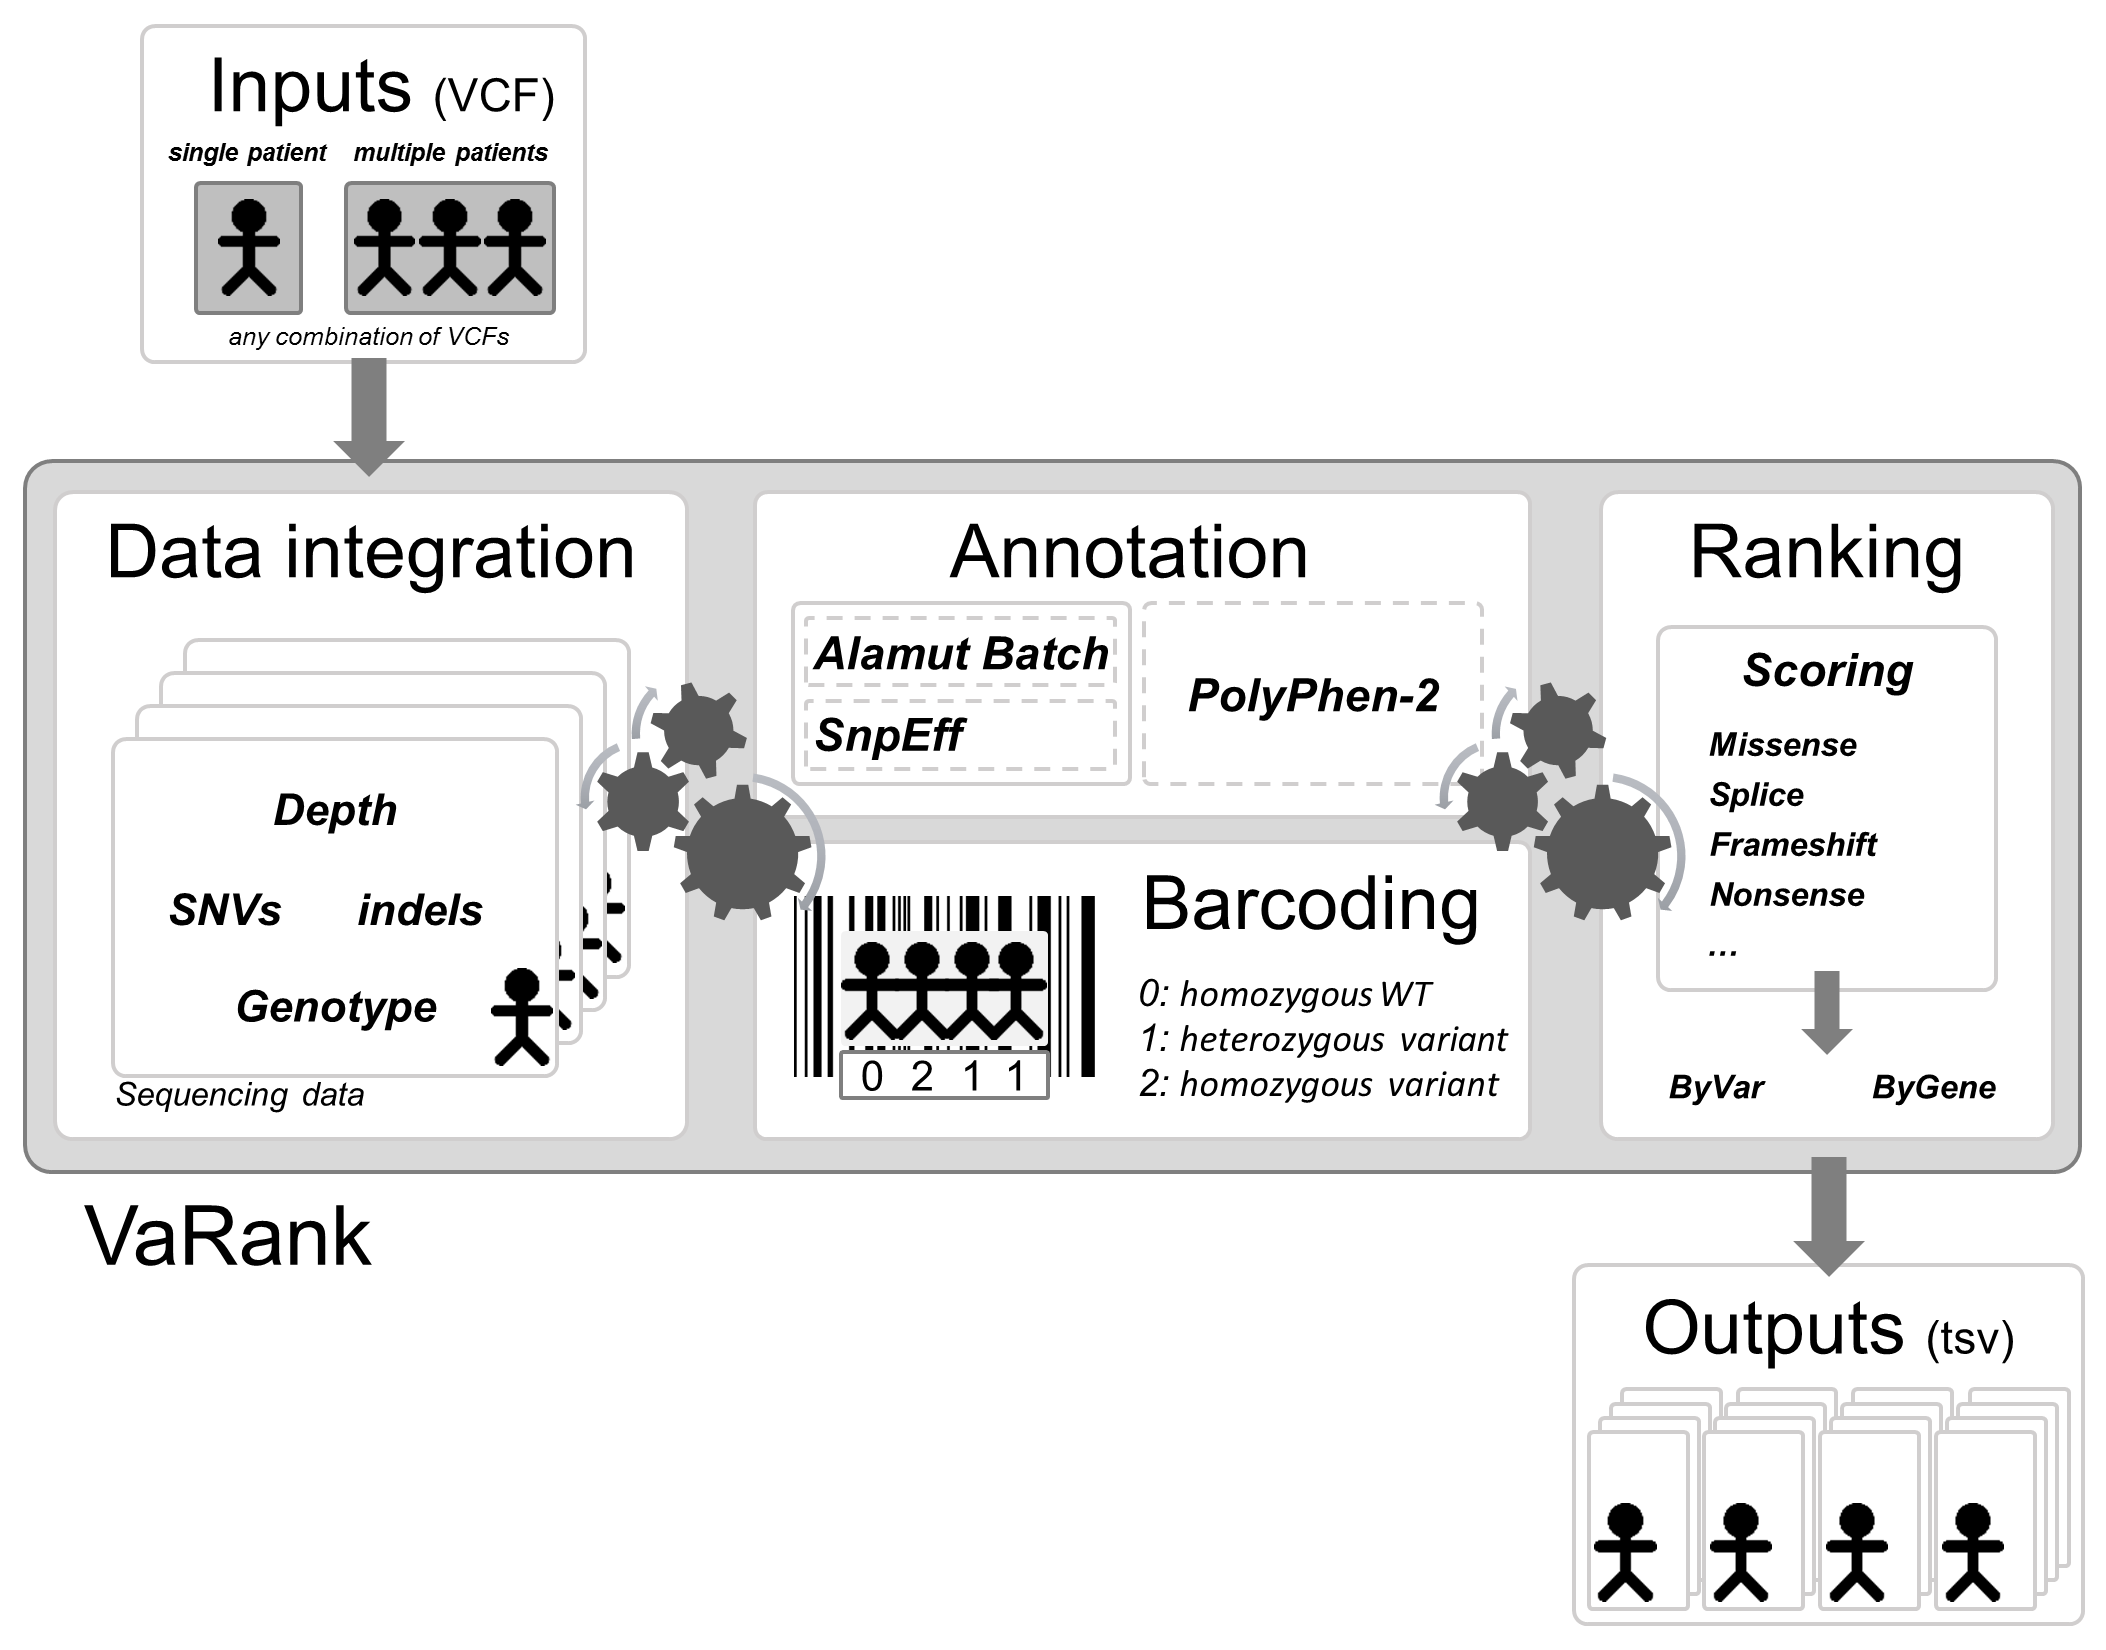 Inputs (VCF)
single patient
multiple patients
any combination of VCFs
Data integration
Depth
SNVs
indels
Genotype
Sequencing data
Annotation
Alamut Batch
SnpEff
PolyPhen-2
Barcoding
0: homozygous WT
1: heterozygous variant
2: homozygous variant
0 2 1 1
Ranking
Scoring
Missense
Splice
Frameshift
Nonsense
...
ByVar
ByGene
VaRank
Outputs (tsv)